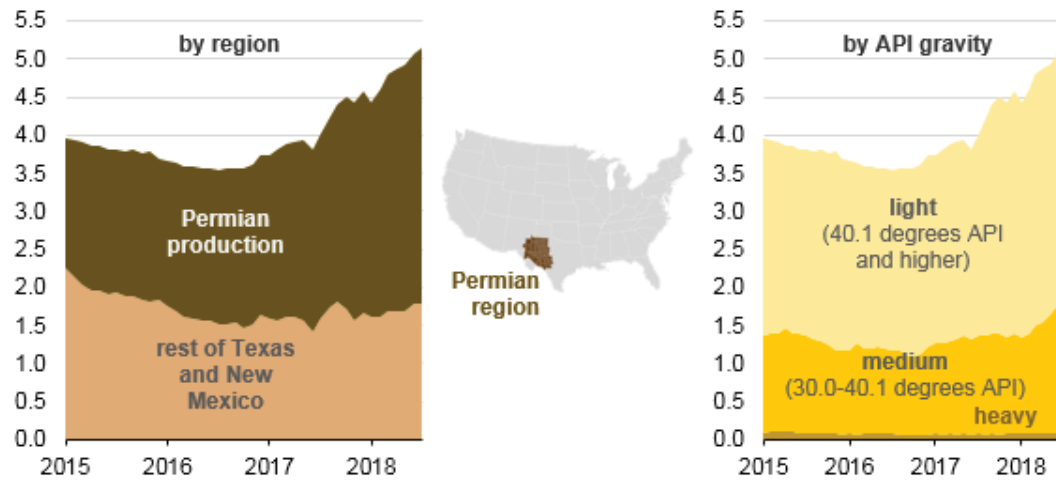 by region
5.5
5.0
4.5
4.0
3.5
3.0
2.5
2.0
1.5
1.0
0.5
0.0
Permian
production
rest of Texas
and New
Mexico
2015 2016 2017 2018
Permian
region
by API gravity
5.5
5.0
4.5
4.0
3.5
3.0
2.5
2.0
1.5
1.0
0.5
0.0
light
(40.1 degrees API
and higher)
medium
(30.0-40.1 degrees API)
heavy
2015 2016 2017 2018